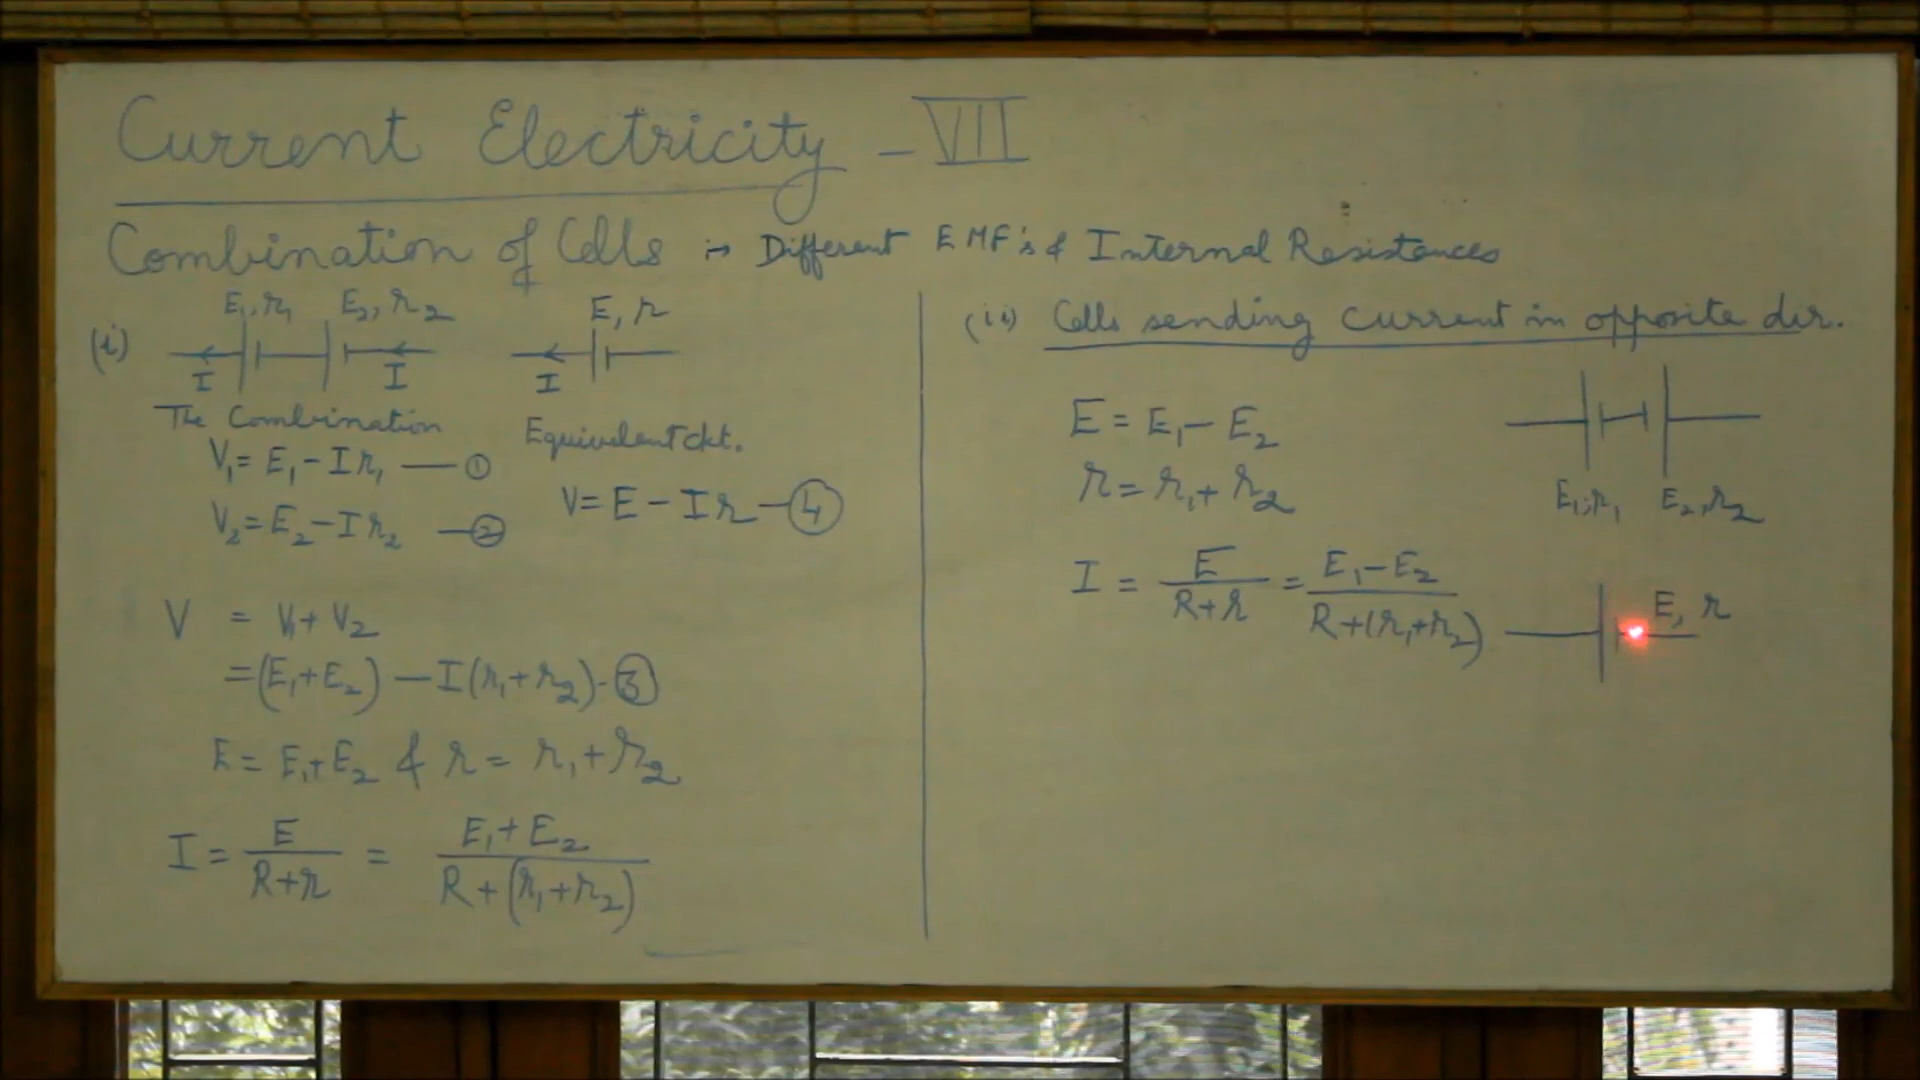 Current Electricity - VII
Combination of Cells :- Different EMF's & Internal Resistances
(i)
E₁, r₁ E₂, r₂
I I
The Combination
V₁ = E₁ - I r₁ — ①
V₂ = E₂ - I r₂ — ②
E, r
I
Equivalent ckt.
V = E - I r - ④
V = V₁ + V₂
= (E₁ + E₂) - I (r₁ + r₂) - ③
E = E₁ + E₂ & r = r₁ + r₂
I = E / (R + r) = (E₁ + E₂) / (R + (r₁ + r₂))
(ii) Cells sending current in opposite dir.
E = E₁ - E₂
r = r₁ + r₂
E₁, r₁ E₂, r₂
I = E / (R + r) = (E₁ - E₂) / (R + (r₁ + r₂))
E, r